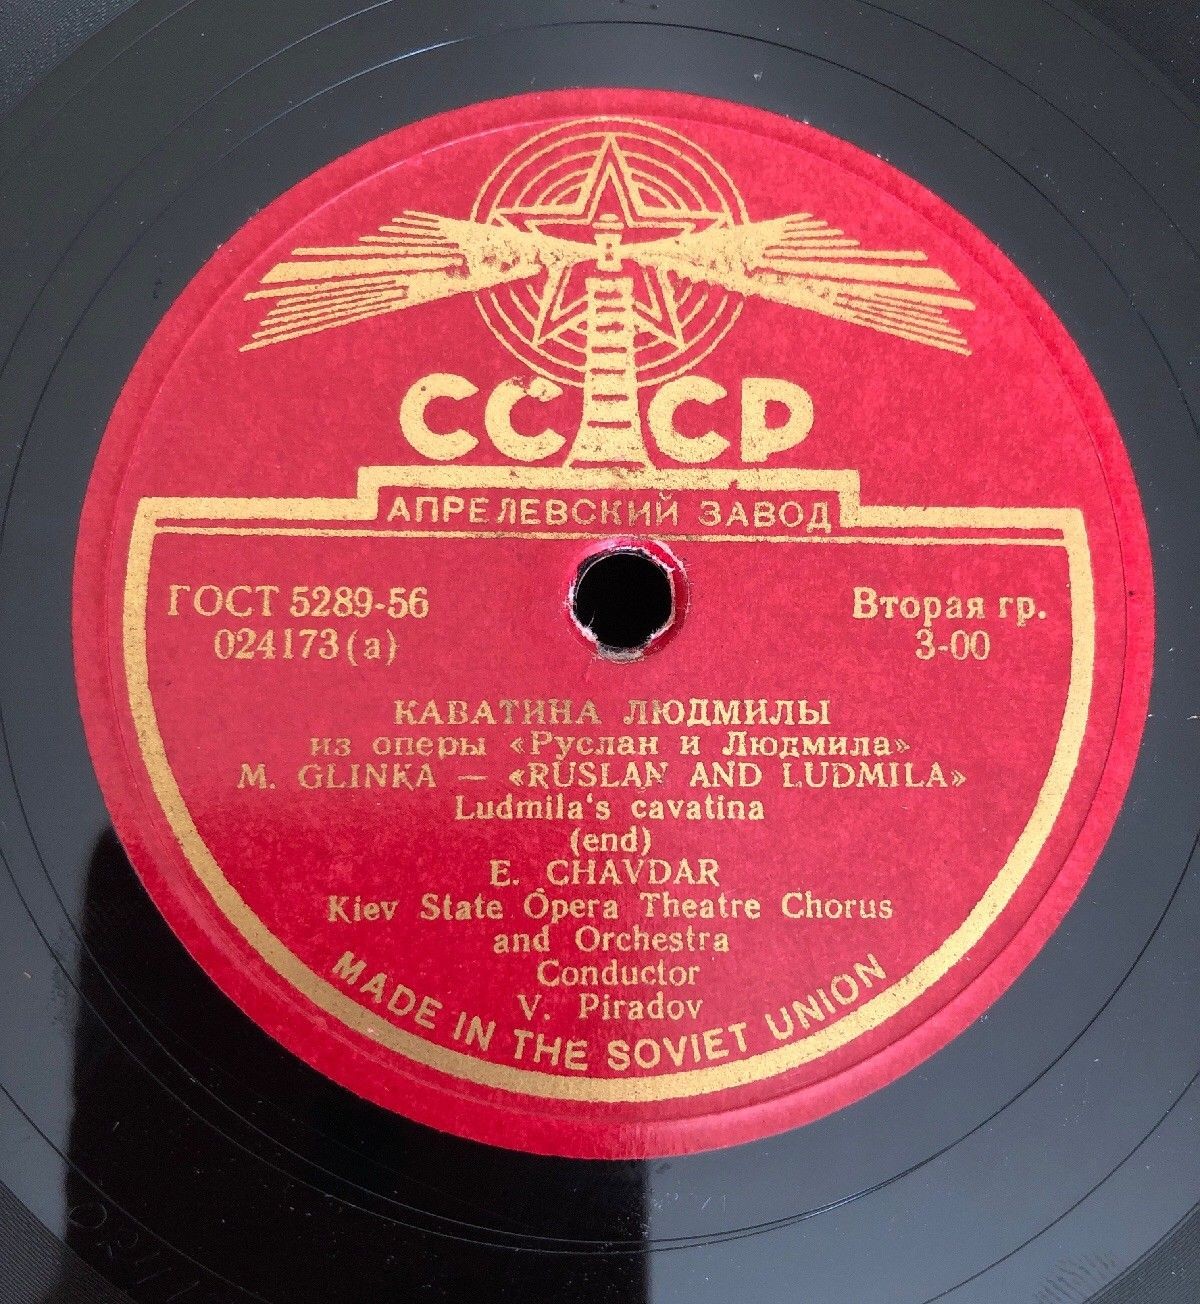 СССР
АПРЕЛЕВСКИЙ ЗАВОД
ГОСТ 5289-56
024173(а)
Вторая гр.
3-00
КАВАТИНА ЛЮДМИЛЫ
из оперы «Руслан и Людмила»
M. GLINKA — «RUSLAN AND LUDMILA»
Ludmila‘s cavatina
(end)
E. CHAVDAR
Kiev State Opera Theatre Chorus
and Orchestra
Conductor
V. Piradov
MADE IN THE SOVIET UNION